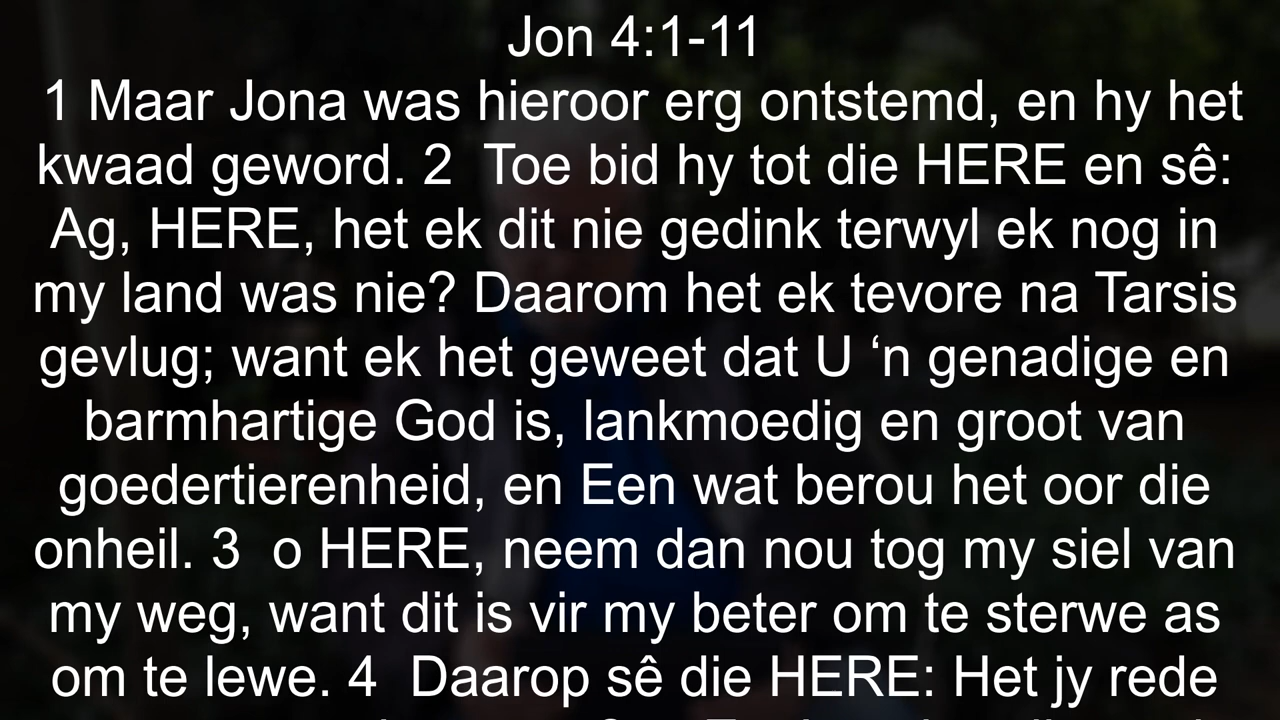 Jon 4:1-11
1 Maar Jona was hieroor erg ontstemd, en hy het
kwaad geword. 2  Toe bid hy tot die HERE en sê:
Ag, HERE, het ek dit nie gedink terwyl ek nog in
my land was nie? Daarom het ek tevore na Tarsis
gevlug; want ek het geweet dat U ‘n genadige en
barmhartige God is, lankmoedig en groot van
goedertierenheid, en Een wat berou het oor die
onheil. 3  o HERE, neem dan nou tog my siel van
my weg, want dit is vir my beter om te sterwe as
om te lewe. 4  Daarop sê die HERE: Het jy rede